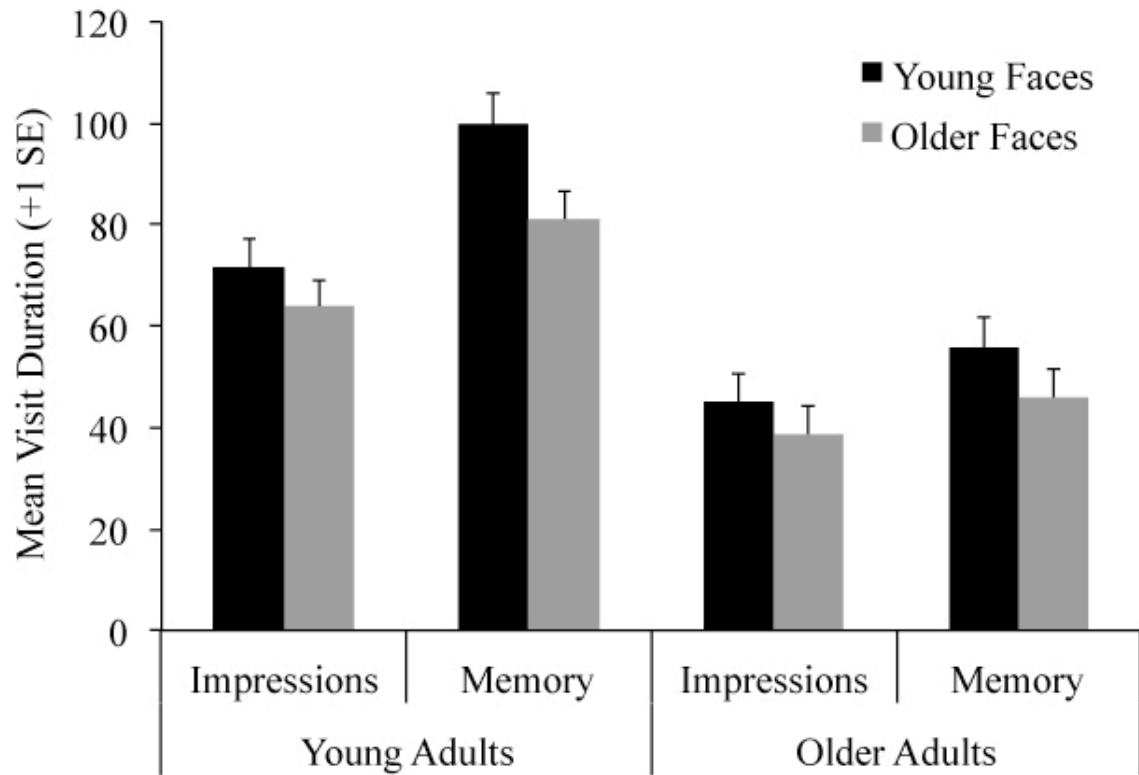 120
100
80
60
40
20
0
Mean Visit Duration (+1 SE)
Young Faces
Older Faces
Impressions Memory Impressions Memory
Young Adults Older Adults